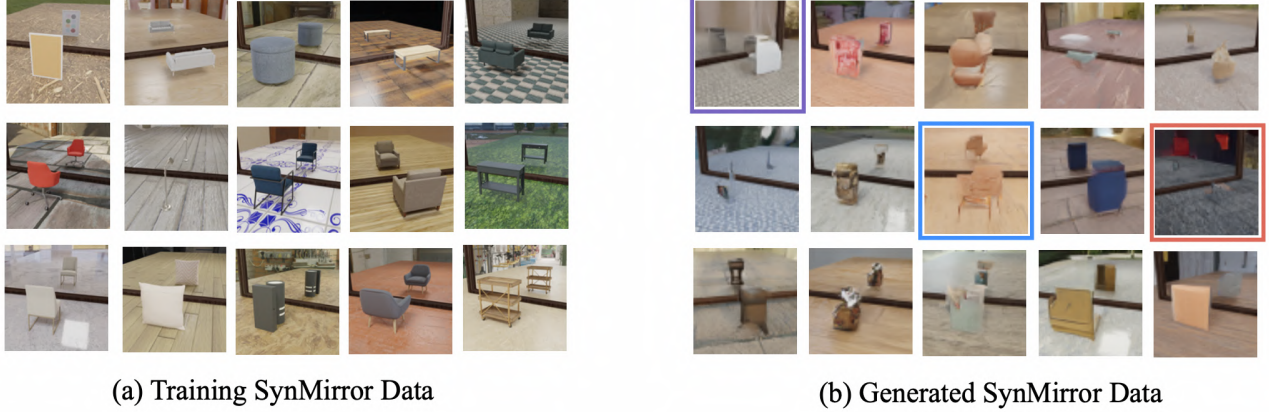 (a) Training SynMirror Data
(b) Generated SynMirror Data